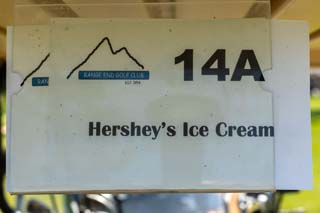 14A
RANGE END GOLF CLUB
Hershey's Ice Cream